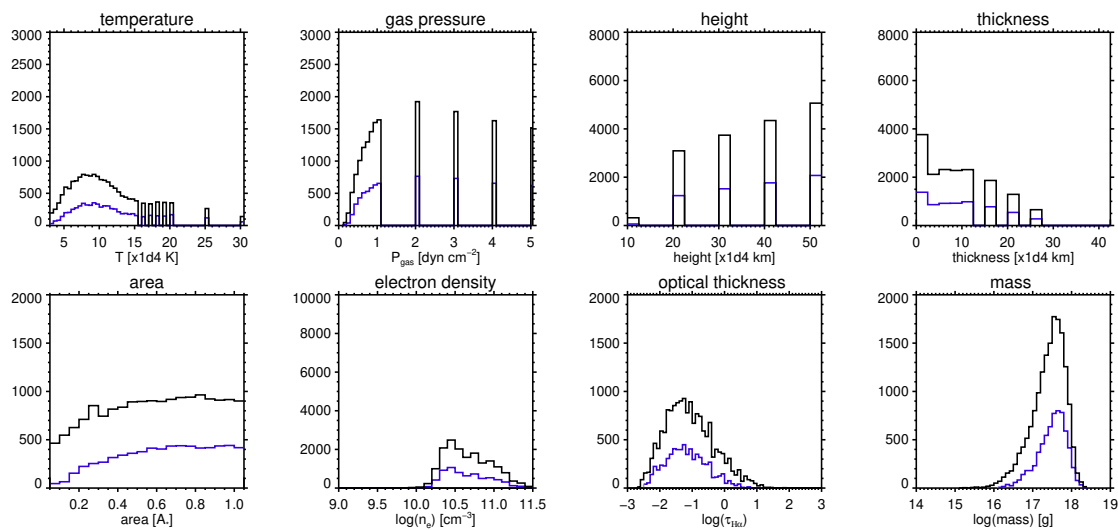 temperature
gas pressure
height
thickness
3000
2500
2000
1500
1000
500
0
5 10 15 20 25 30
T [x1d4 K]
3000
2500
2000
1500
1000
500
0
0 1 2 3 4 5
Pgas [dyn cm−2]
8000
6000
4000
2000
0
10 20 30 40 50
height [x1d4 km]
8000
6000
4000
2000
0
0 10 20 30 40
thickness [x1d4 km]
area
electron density
optical thickness
mass
2000
1500
1000
500
0
0.2 0.4 0.6 0.8 1.0
area [A.]
10000
8000
6000
4000
2000
0
9.0 9.5 10.0 10.5 11.0 11.5
log(ne) [cm−3]
2000
1500
1000
500
0
−3 −2 −1 0 1 2 3
log(τHα)
2000
1500
1000
500
0
14 15 16 17 18 19
log(mass) [g]